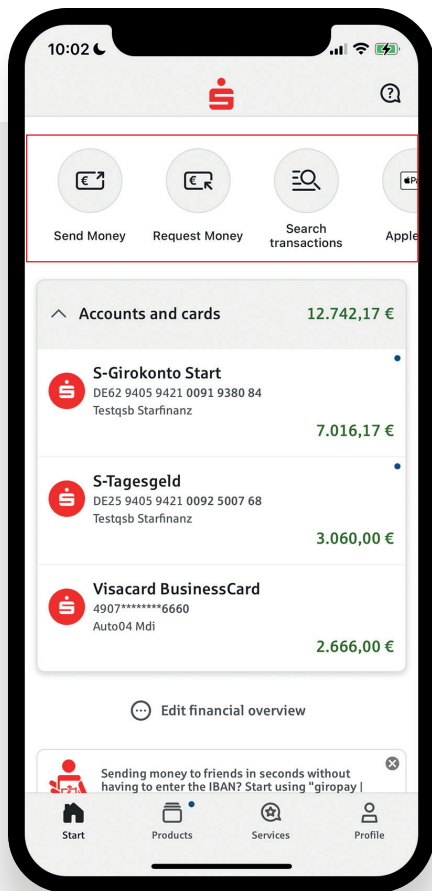 10:02
Send Money
Request Money
Search
transactions
Apple
Accounts and cards
12.742,17 €
S-Girokonto Start
DE62 9405 9421 0091 9380 84
Testqsb Starfinanz
7.016,17 €
S-Tagesgeld
DE25 9405 9421 0092 5007 68
Testqsb Starfinanz
3.060,00 €
Visacard BusinessCard
4907********6660
Auto04 Mdi
2.666,00 €
Edit financial overview
Sending money to friends in seconds without
having to enter the IBAN? Start using "giropay |
Start
Products
Services
Profile